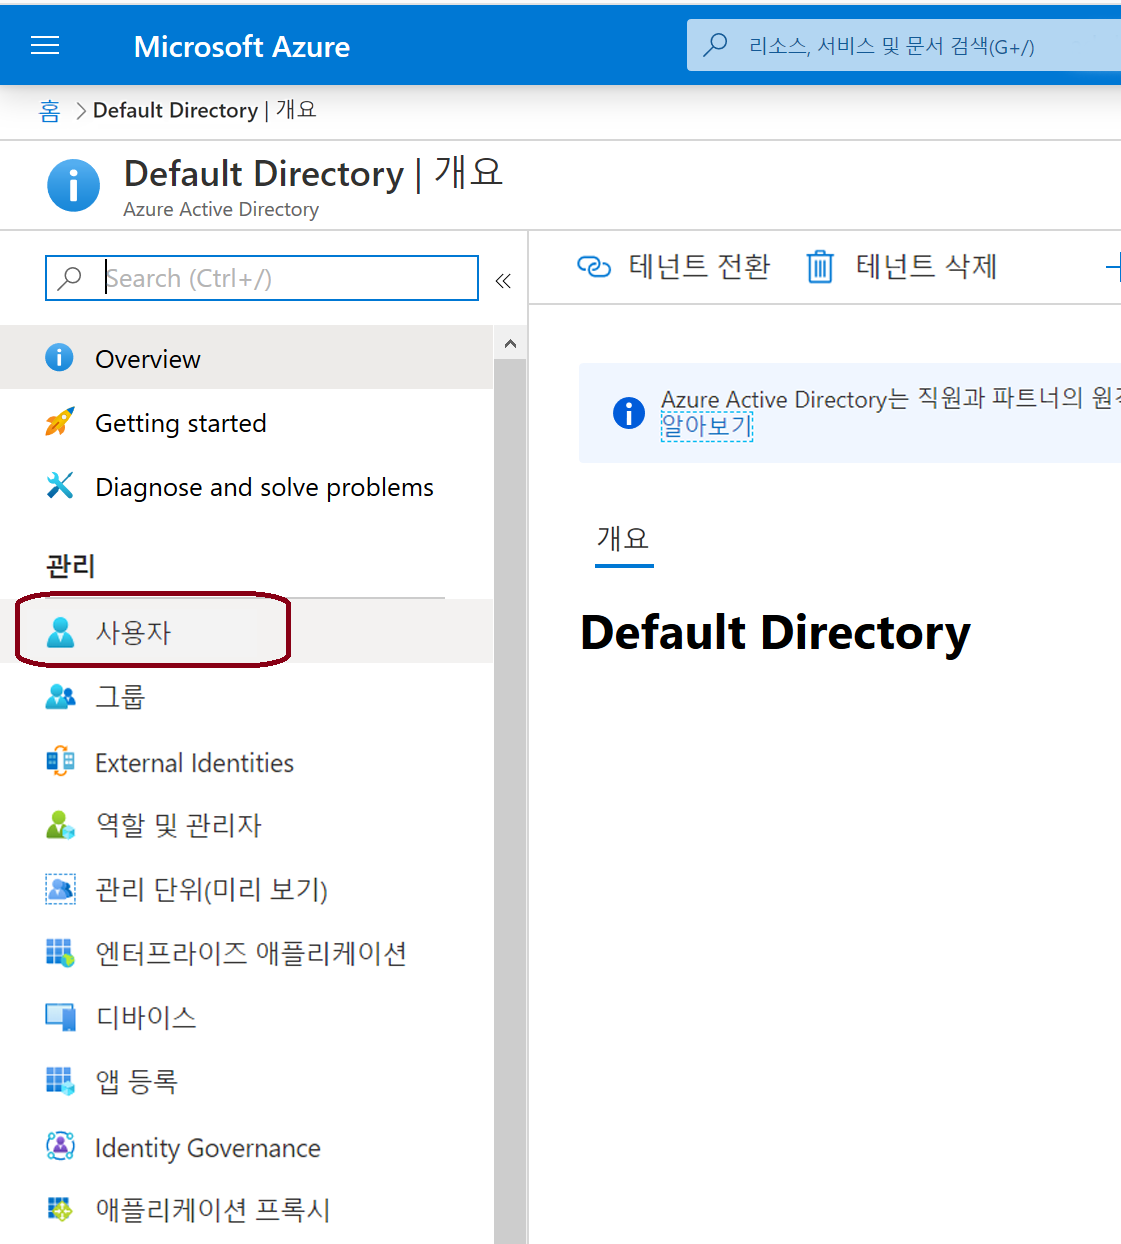 Microsoft Azure
리소스, 서비스 및 문서 검색(G+/)
홈 > Default Directory | 개요
Default Directory | 개요
Azure Active Directory
Search (Ctrl+/)
«
테넌트 전환
테넌트 삭제
Overview
Getting started
Diagnose and solve problems
관리
사용자
그룹
External Identities
역할 및 관리자
관리 단위(미리 보기)
엔터프라이즈 애플리케이션
디바이스
앱 등록
Identity Governance
애플리케이션 프록시
Azure Active Directory는 직원과 파트너의
알아보기
개요
Default Directory